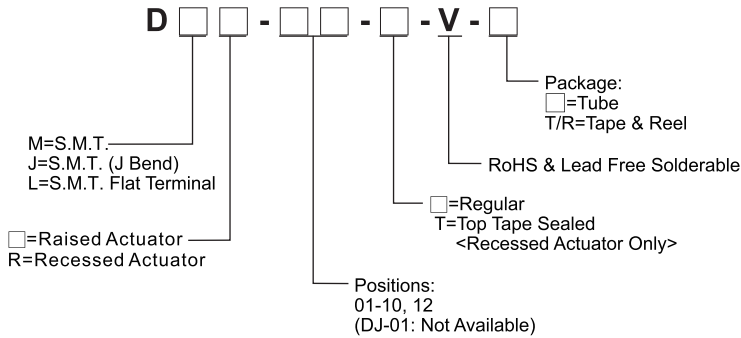 D□□-□□-□-V-□
Package:
□=Tube
T/R=Tape & Reel
M=S.M.T.
J=S.M.T. (J Bend)
L=S.M.T. Flat Terminal
RoHS & Lead Free Solderable
□=Regular
T=Top Tape Sealed
<Recessed Actuator Only>
□=Raised Actuator
R=Recessed Actuator
Positions:
01-10, 12
(DJ-01: Not Available)